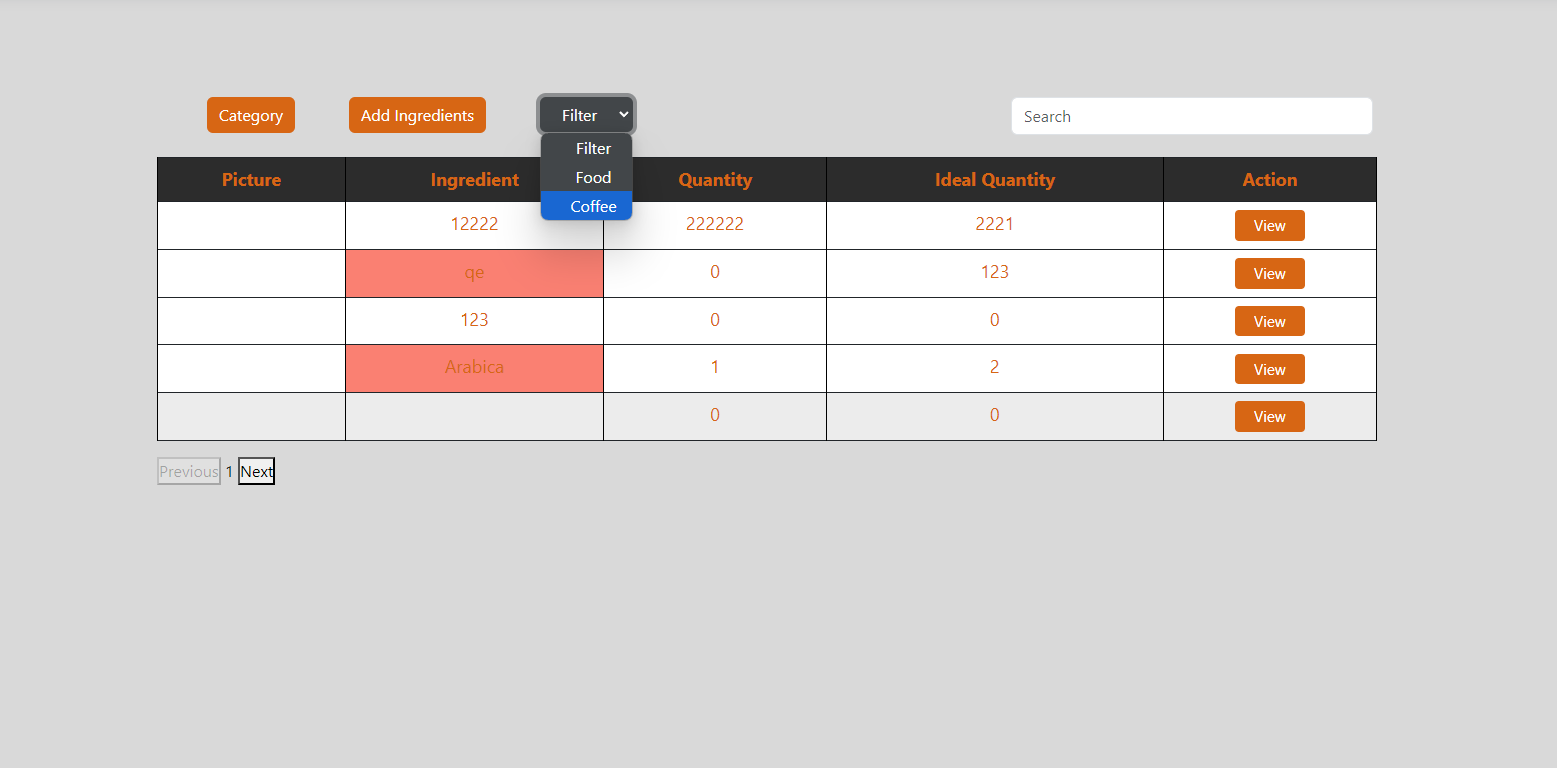 Category Add Ingredients Filter Search
Filter
Food
Coffee
Picture Ingredient Quantity Ideal Quantity Action
12222 222222 2221 View
qe 0 123 View
123 0 0 View
Arabica 1 2 View
0 0 View
Previous 1 Next